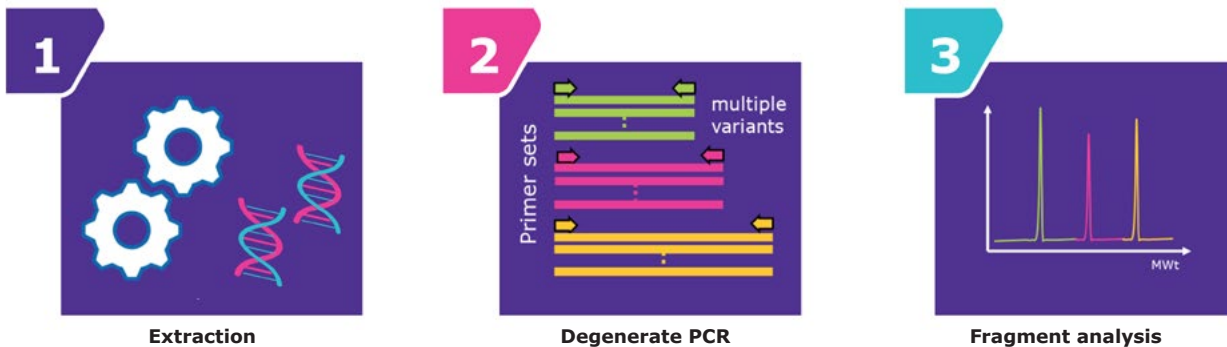 1
Extraction
2
Primer sets
multiple
variants
Degenerate PCR
3
MWt
Fragment analysis